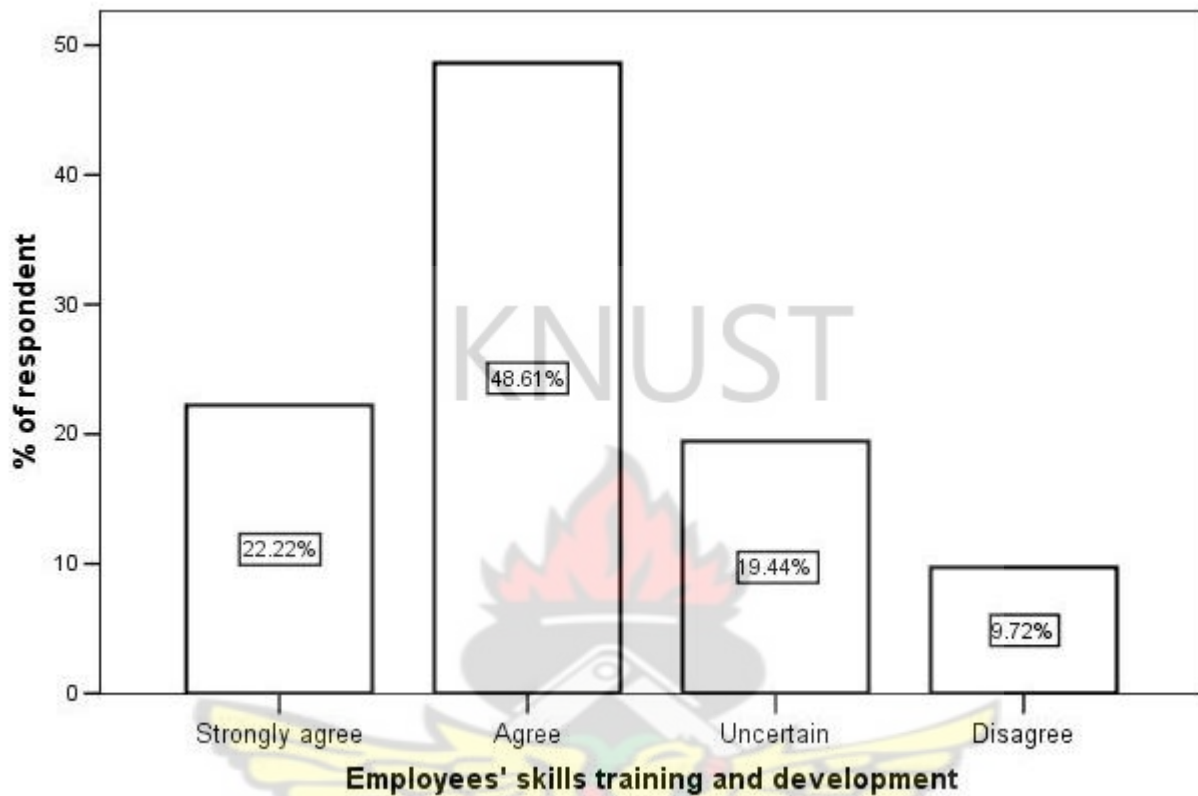 % of respondent
50
40
30
20
10
0
KNUST
22.22%
48.61%
19.44%
9.72%
Strongly agree
Agree
Uncertain
Disagree
Employees' skills training and development